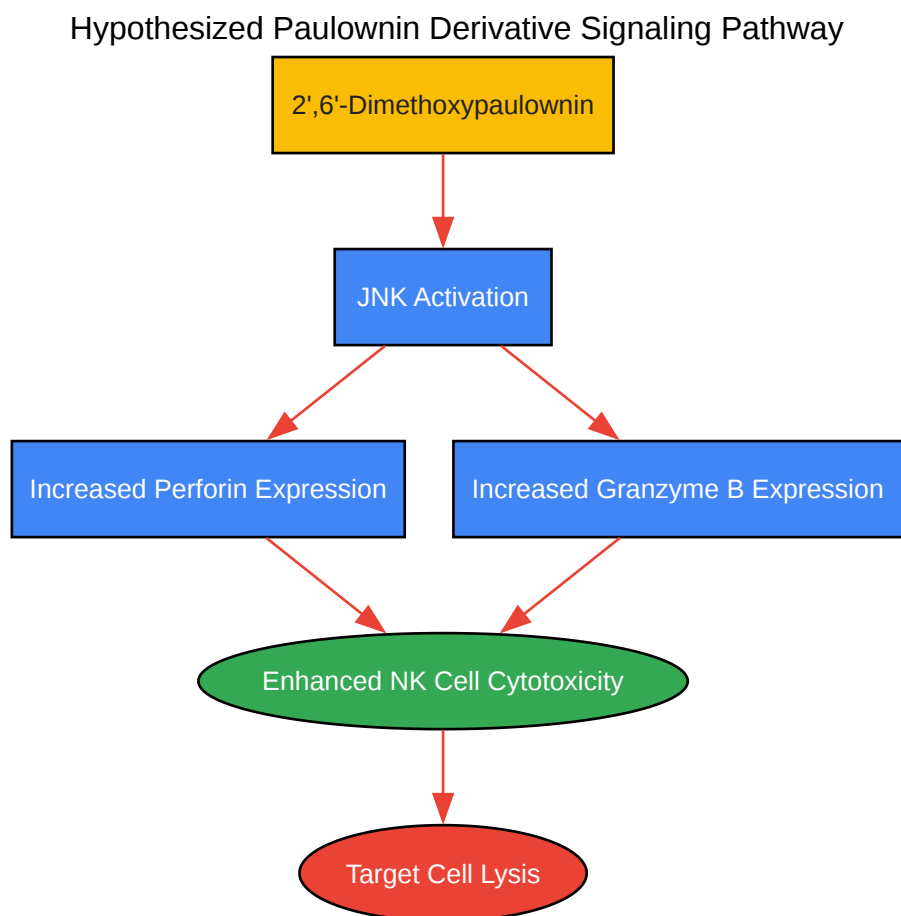 Hypothesized Paulownin Derivative Signaling Pathway
2',6'-Dimethoxypaulownin
JNK Activation
Increased Perforin Expression
Increased Granzyme B Expression
Enhanced NK Cell Cytotoxicity
Target Cell Lysis